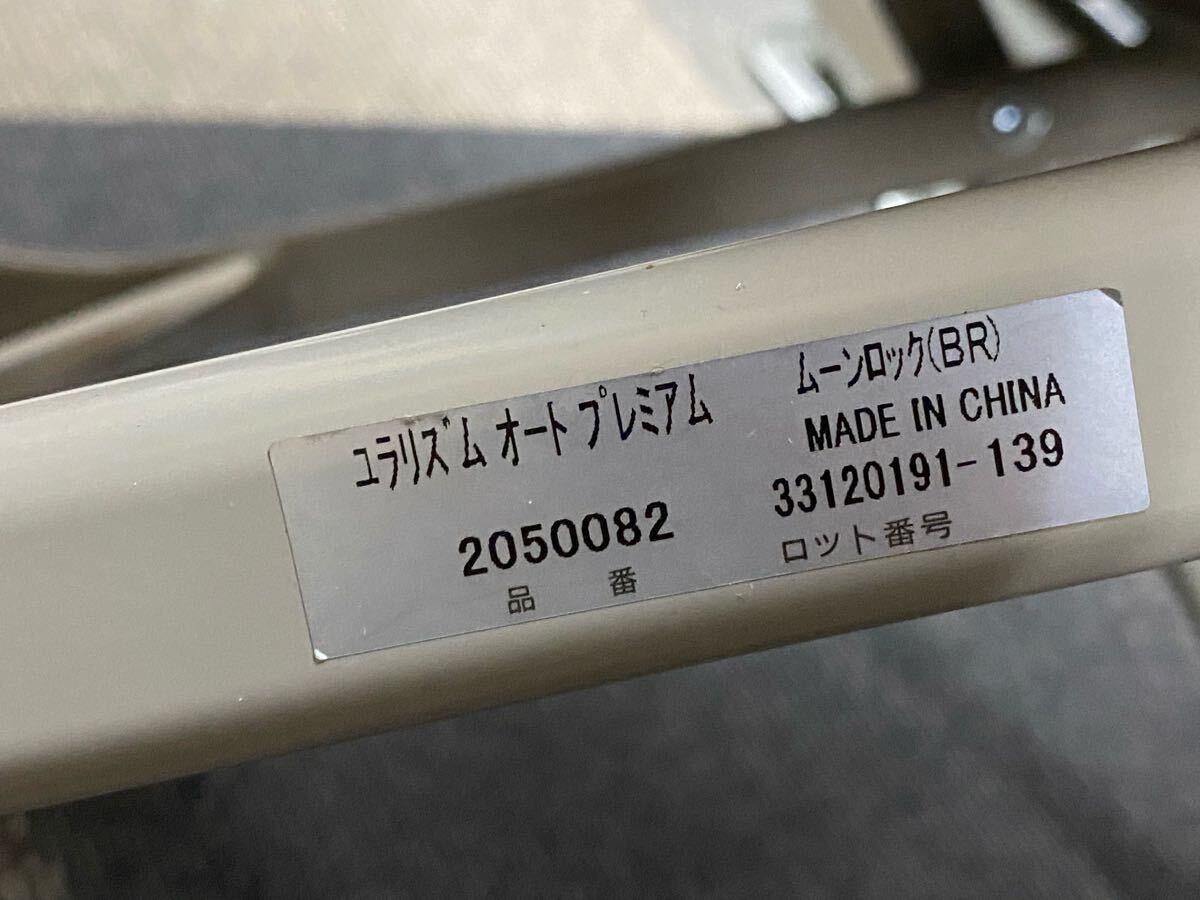 ﾕﾗﾘｽﾞﾑ ｵｰﾄ ﾌﾟﾚﾐｱﾑ
ﾑｰﾝﾛｯｸ(BR)
MADE IN CHINA
2050082
33120191-139
品 番
ロット番号